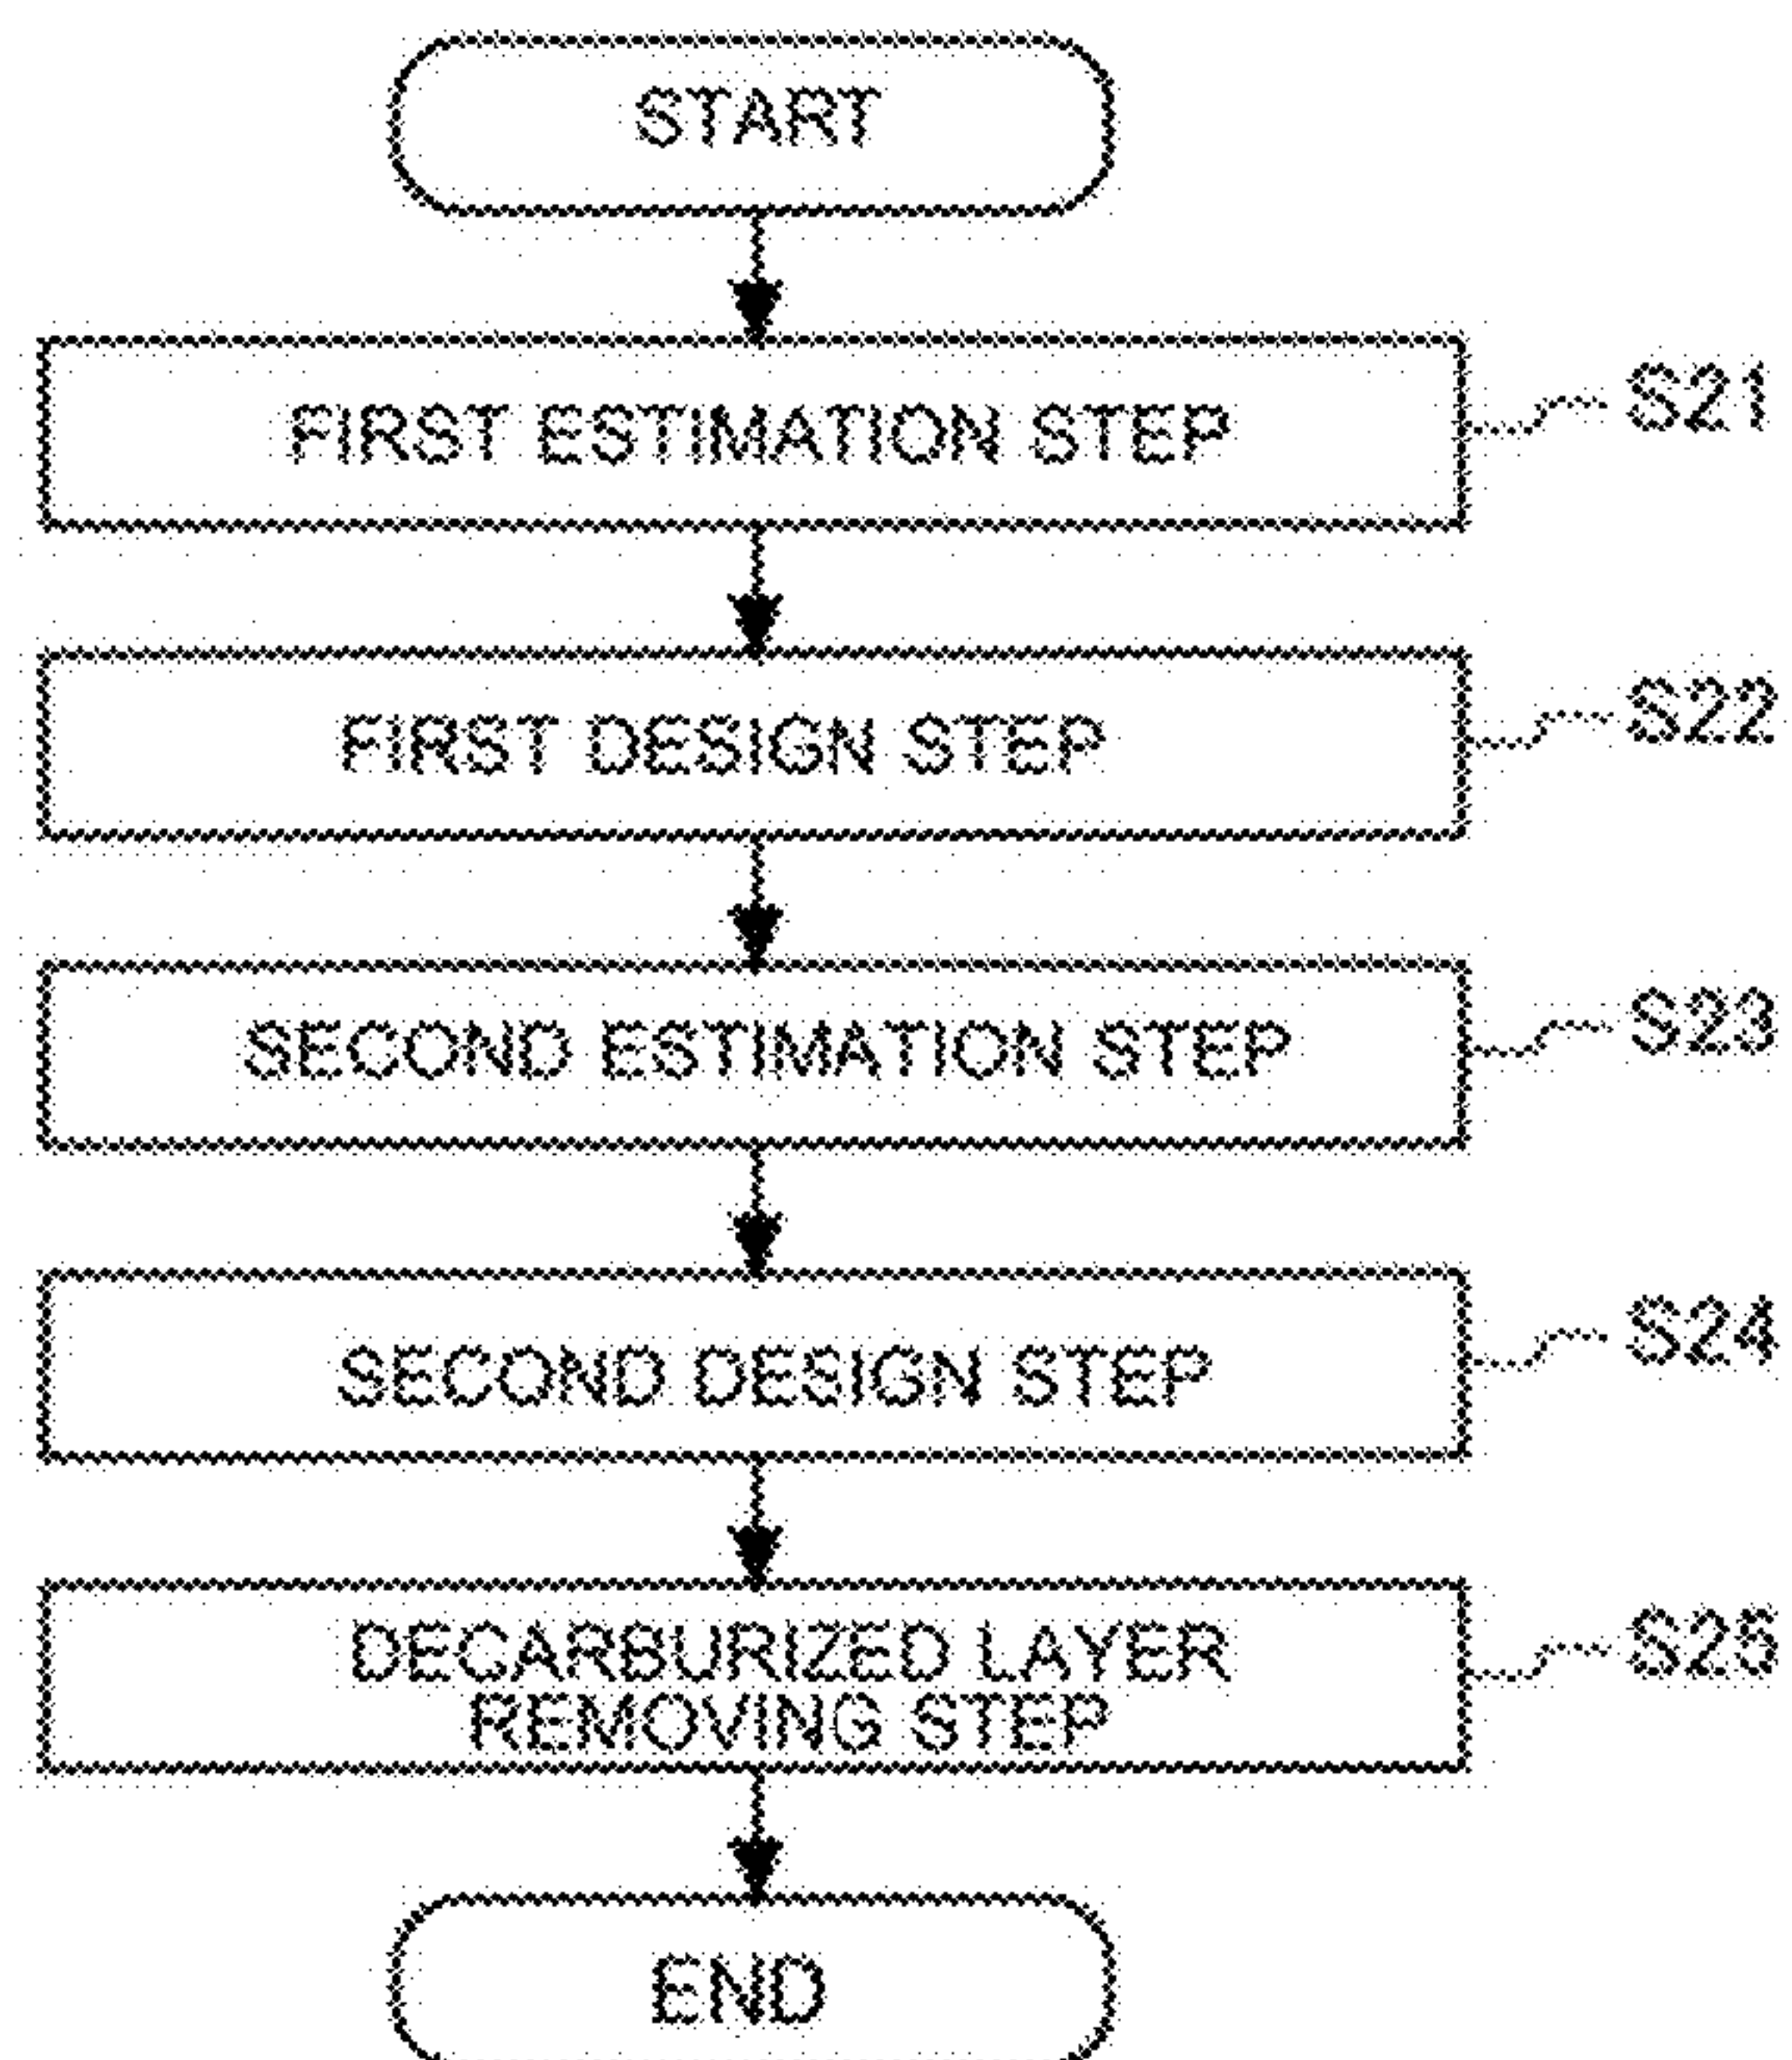 START
FIRST ESTIMATION STEP
S21
FIRST DESIGN STEP
S22
SECOND ESTIMATION STEP
S23
SECOND DESIGN STEP
S24
DECARBURIZED LAYER
REMOVING STEP
S25
END